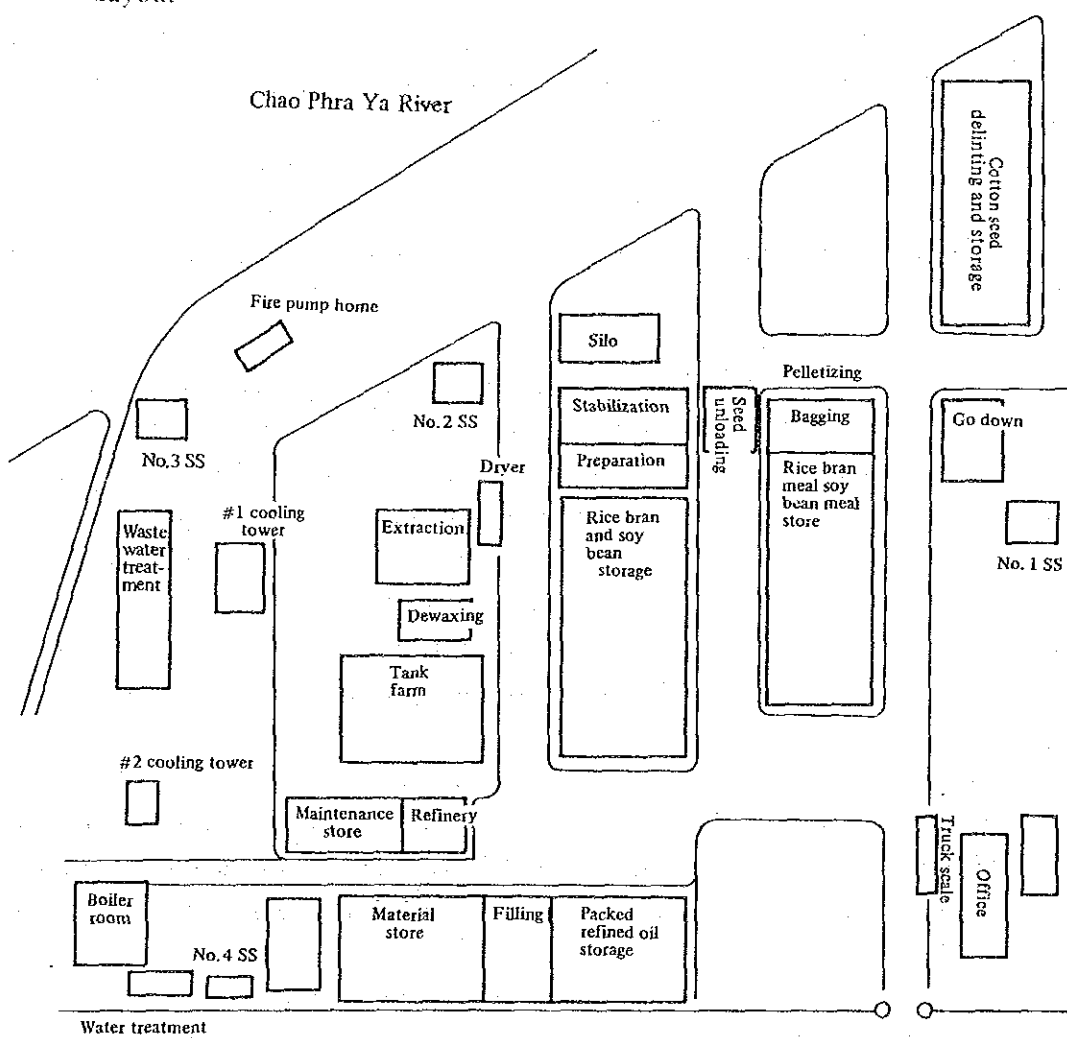 Layout
Chao Phra Ya River
Cotton seed
delinting and storage
Fire pump home
Silo
Pelletizing
No.2 SS
Stabilization
Seed
unloading
Bagging
Go down
No.3 SS
Preparation
Dryer
Rice bran
meal soy
bean meal
store
#1 cooling
tower
Extraction
Rice bran
and soy
bean
storage
Waste
water
treat-
ment
No. 1 SS
Dewaxing
Tank
farm
#2 cooling tower
Maintenance
store
Refinery
Truck scale
Office
Boiler
room
Material
store
Filling
Packed
refined oil
storage
No.4 SS
Water treatment